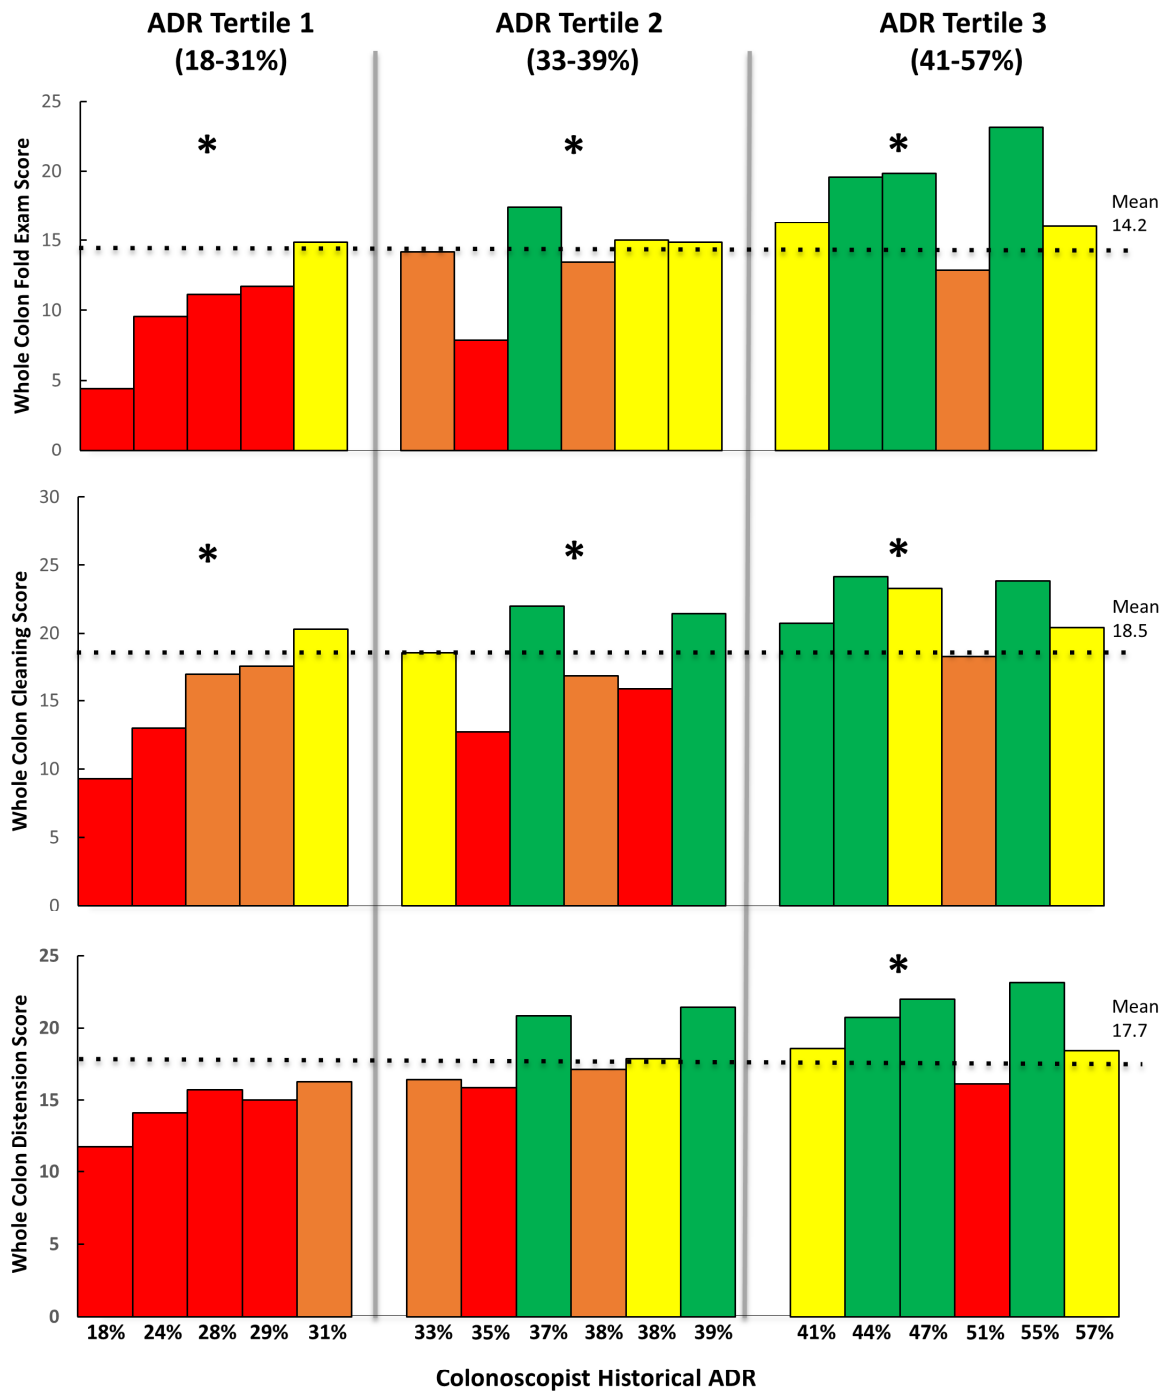 ADR Tertile 1
(18-31%)
ADR Tertile 2
(33-39%)
ADR Tertile 3
(41-57%)
Whole Colon Fold Exam Score
25
20
15
10
5
0
*
*
*
Mean
14.2
Whole Colon Cleaning Score
30
25
20
15
10
5
0
*
*
*
Mean
18.5
Whole Colon Distension Score
25
20
15
10
5
0
*
Mean
17.7
18% 24% 28% 29% 31% 33% 35% 37% 38% 38% 39% 41% 44% 47% 51% 55% 57%
Colonoscopist Historical ADR